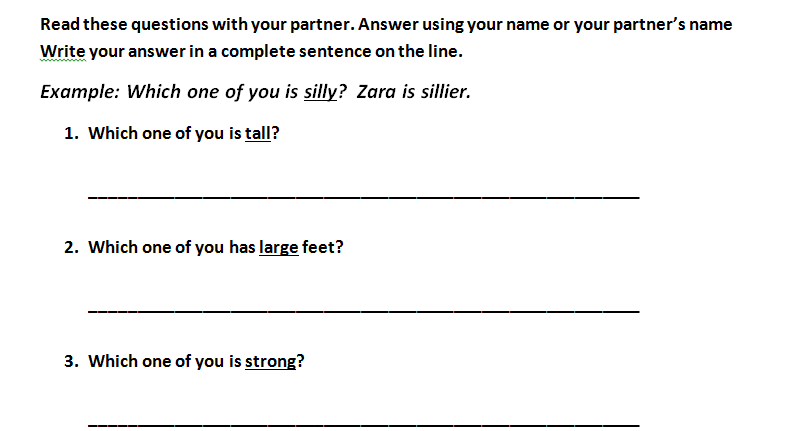 Read these questions with your partner. Answer using your name or your partner’s name
Write your answer in a complete sentence on the line.
Example: Which one of you is silly? Zara is sillier.
1. Which one of you is tall?
2. Which one of you has large feet?
3. Which one of you is strong?